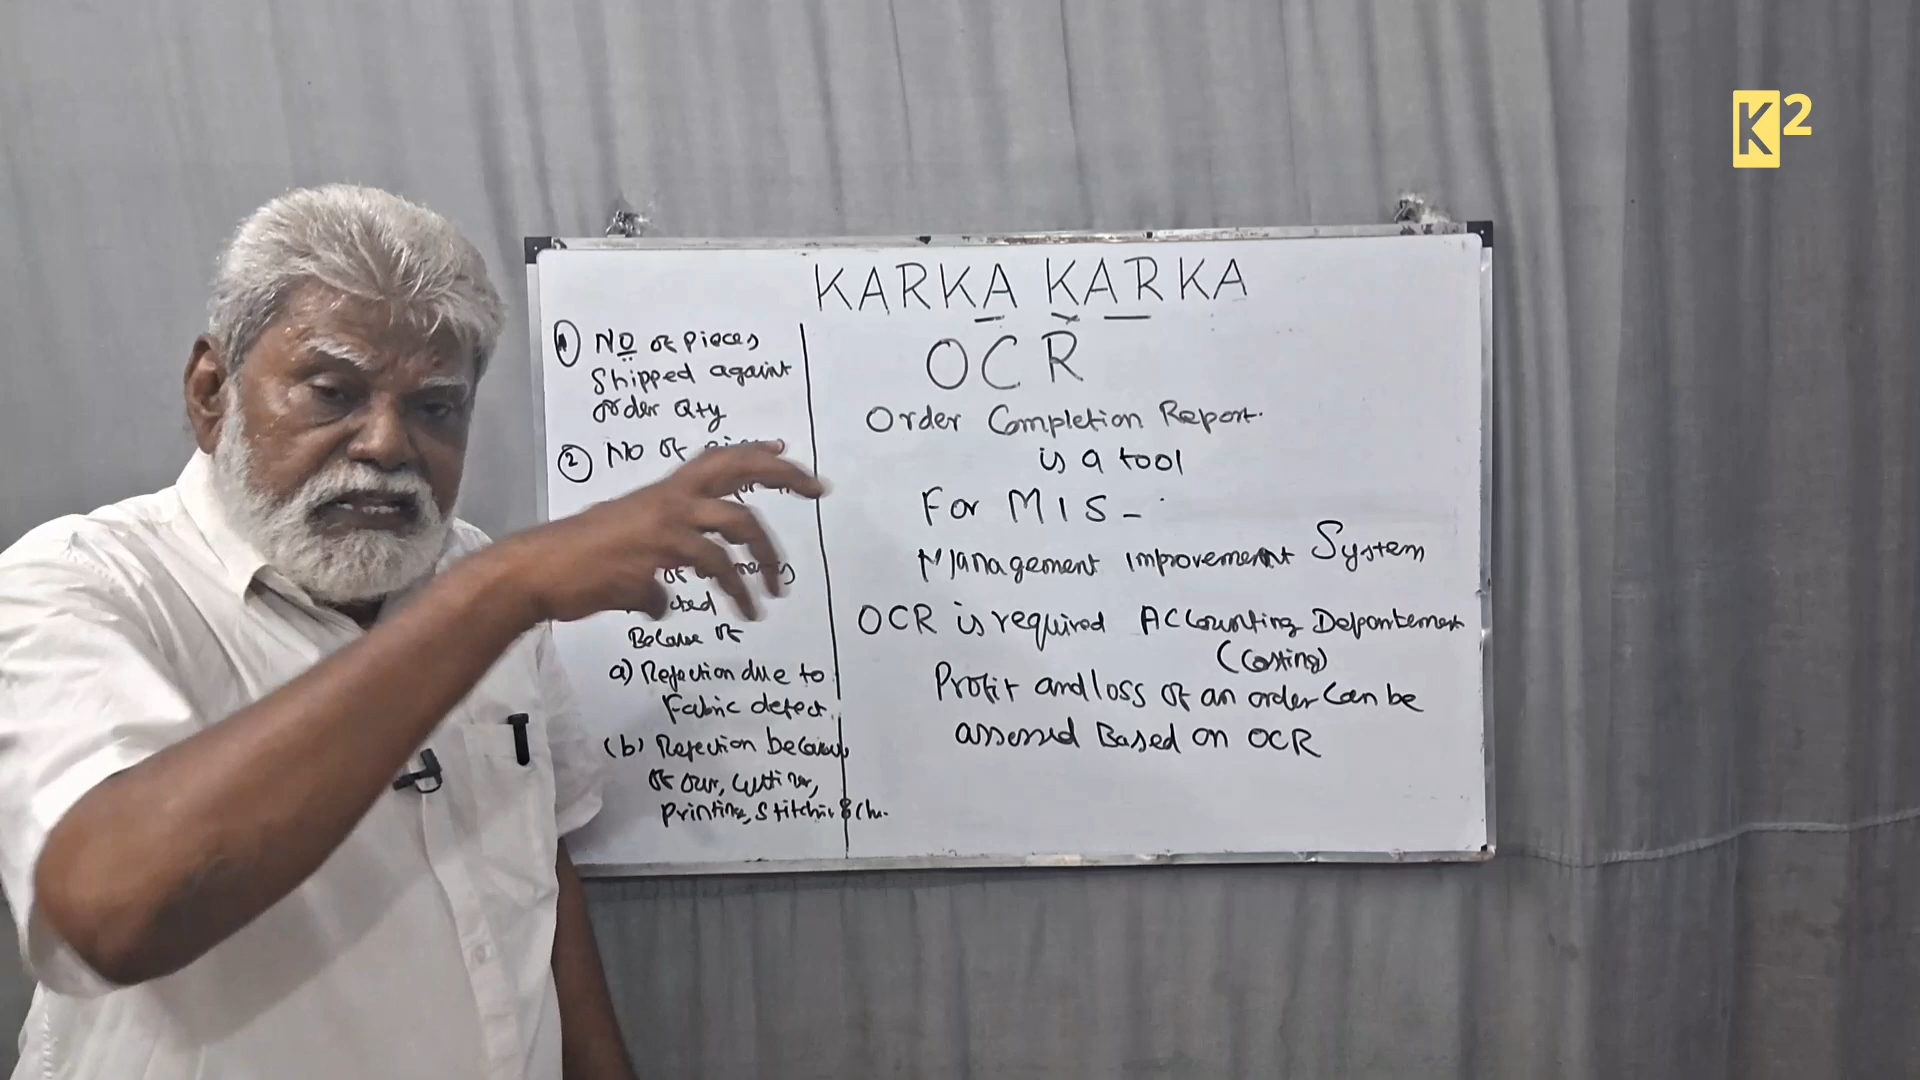 K2
KARKA KARKA
① NO of Pieces
Shipped againt
order Qty
② NO of
Because of
a) Rejection due to
Fabric defect.
(b) Rejection because
of our, cutting,
Printing, Stitching & Ch.
OCR
Order Completion Report.
is a tool
For MIS -
Management improvement System
OCR is required Accounting Department
(Costing)
Profit and loss of an order can be
assessed Based on OCR